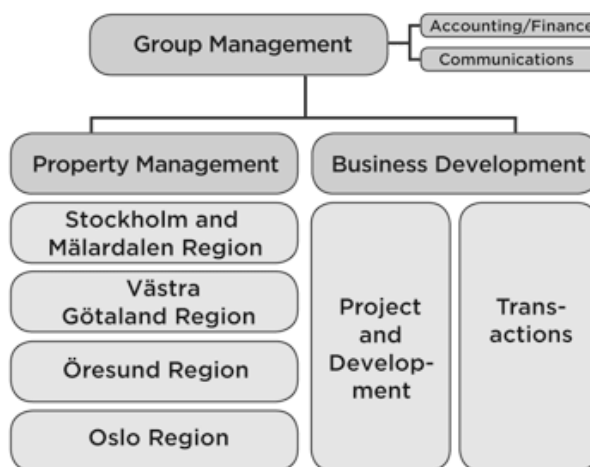 Group Management
Accounting/Finance
Communications
Property Management
Business Development
Stockholm and
Mälardalen Region
Västra
Götaland Region
Öresund Region
Oslo Region
Project
and
Develop-
ment
Trans-
actions